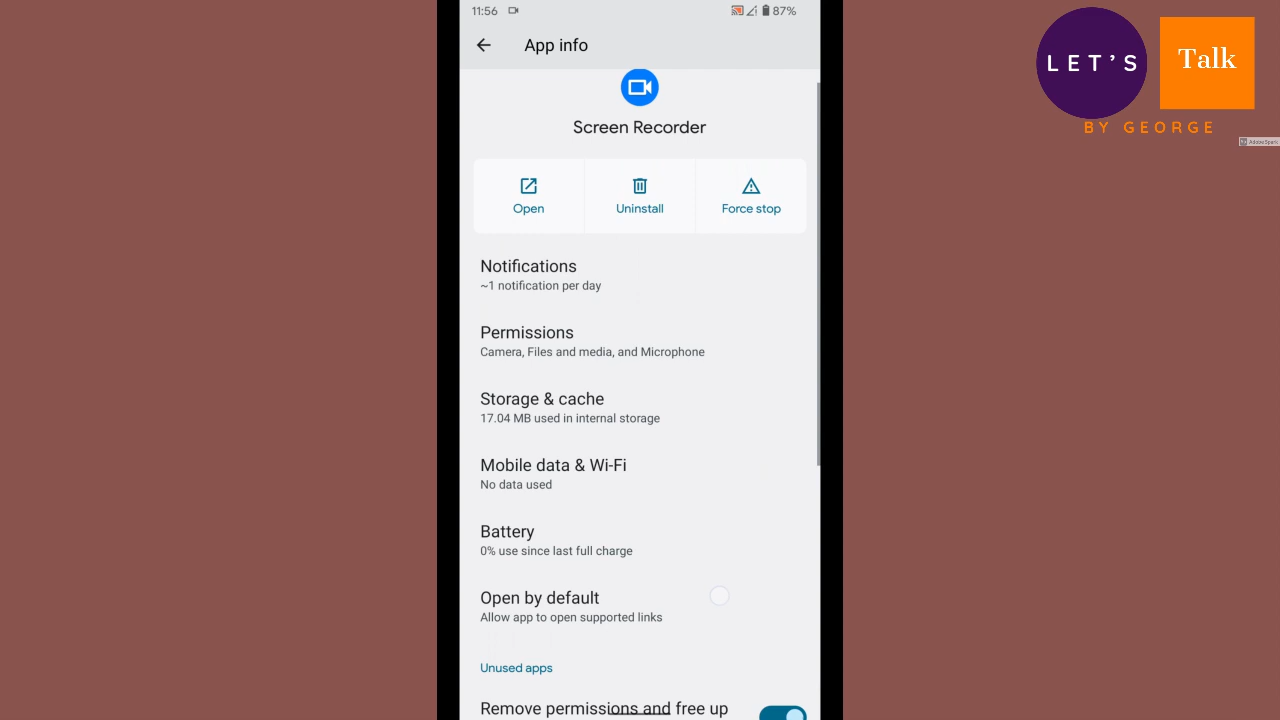 11:56
87%
App info
LET'S
Talk
BY GEORGE
Adobe Spark
Screen Recorder
Open
Uninstall
Force stop
Notifications
~1 notification per day
Permissions
Camera, Files and media, and Microphone
Storage & cache
17.04 MB used in internal storage
Mobile data & Wi-Fi
No data used
Battery
0% use since last full charge
Open by default
Allow app to open supported links
Unused apps
Remove permissions and free up